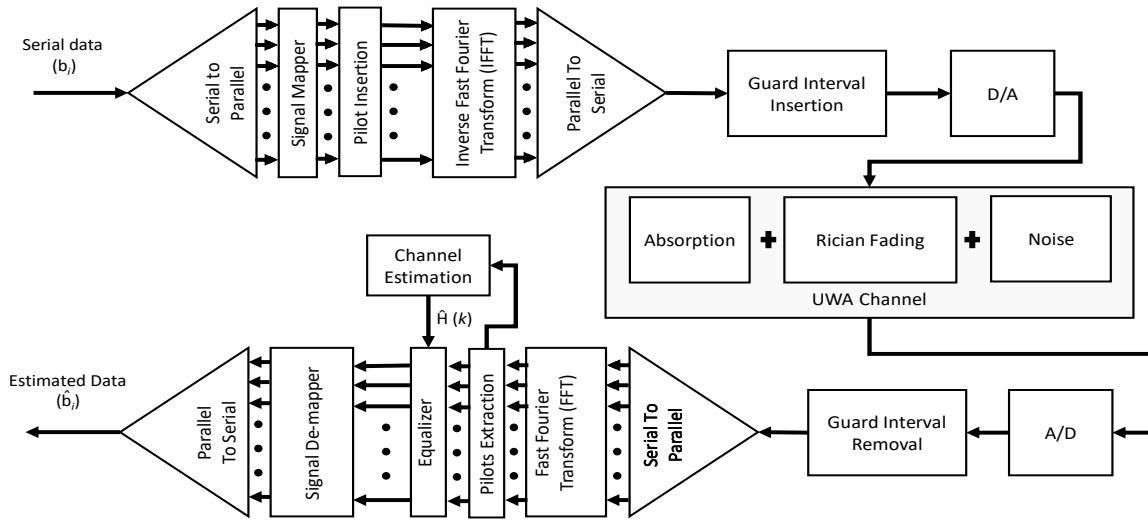 Serial data
(bᵢ)
Serial to
Parallel
Signal Mapper
Pilot Insertion
Inverse Fast Fourier
Transform (IFFT)
Parallel To
Serial
Guard Interval
Insertion
D/A
Absorption
Rician Fading
Noise
UWA Channel
Channel
Estimation
Ĥ (k)
Estimated Data
(b̂ᵢ)
Parallel
To Serial
Signal De-mapper
Equalizer
Pilots Extraction
Fast Fourier
Transform (FFT)
Serial To
Parallel
Guard Interval
Removal
A/D